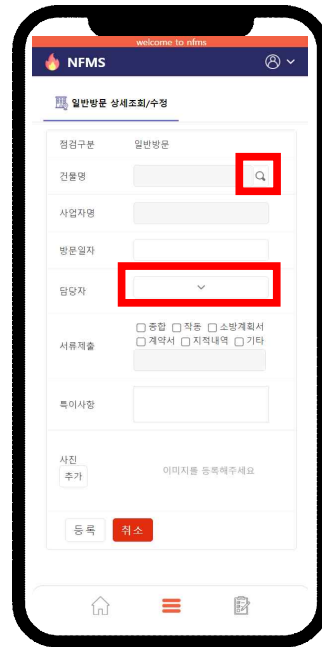 welcome to nfms
NFMS
일반방문 상세조회/수정
점검구분 일반방문
건물명
사업자명
방문일자
담당자
서류제출
종합 작동 소방계획서
계약서 지적내역 기타
특이사항
사진
추가
이미지를 등록해주세요
등록 취소